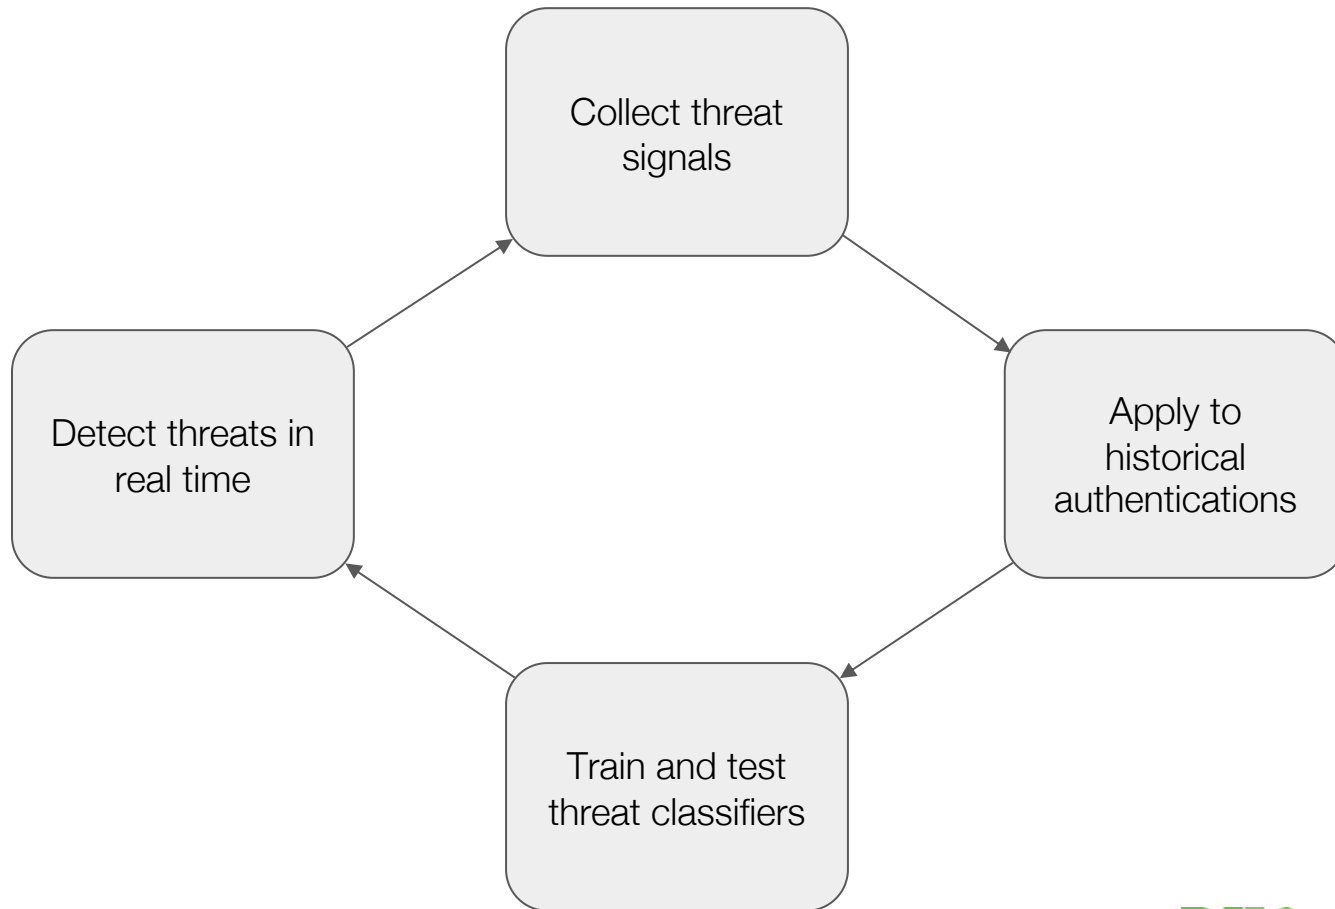 Collect threat
signals
Detect threats in
real time
Apply to
historical
authentications
Train and test
threat classifiers